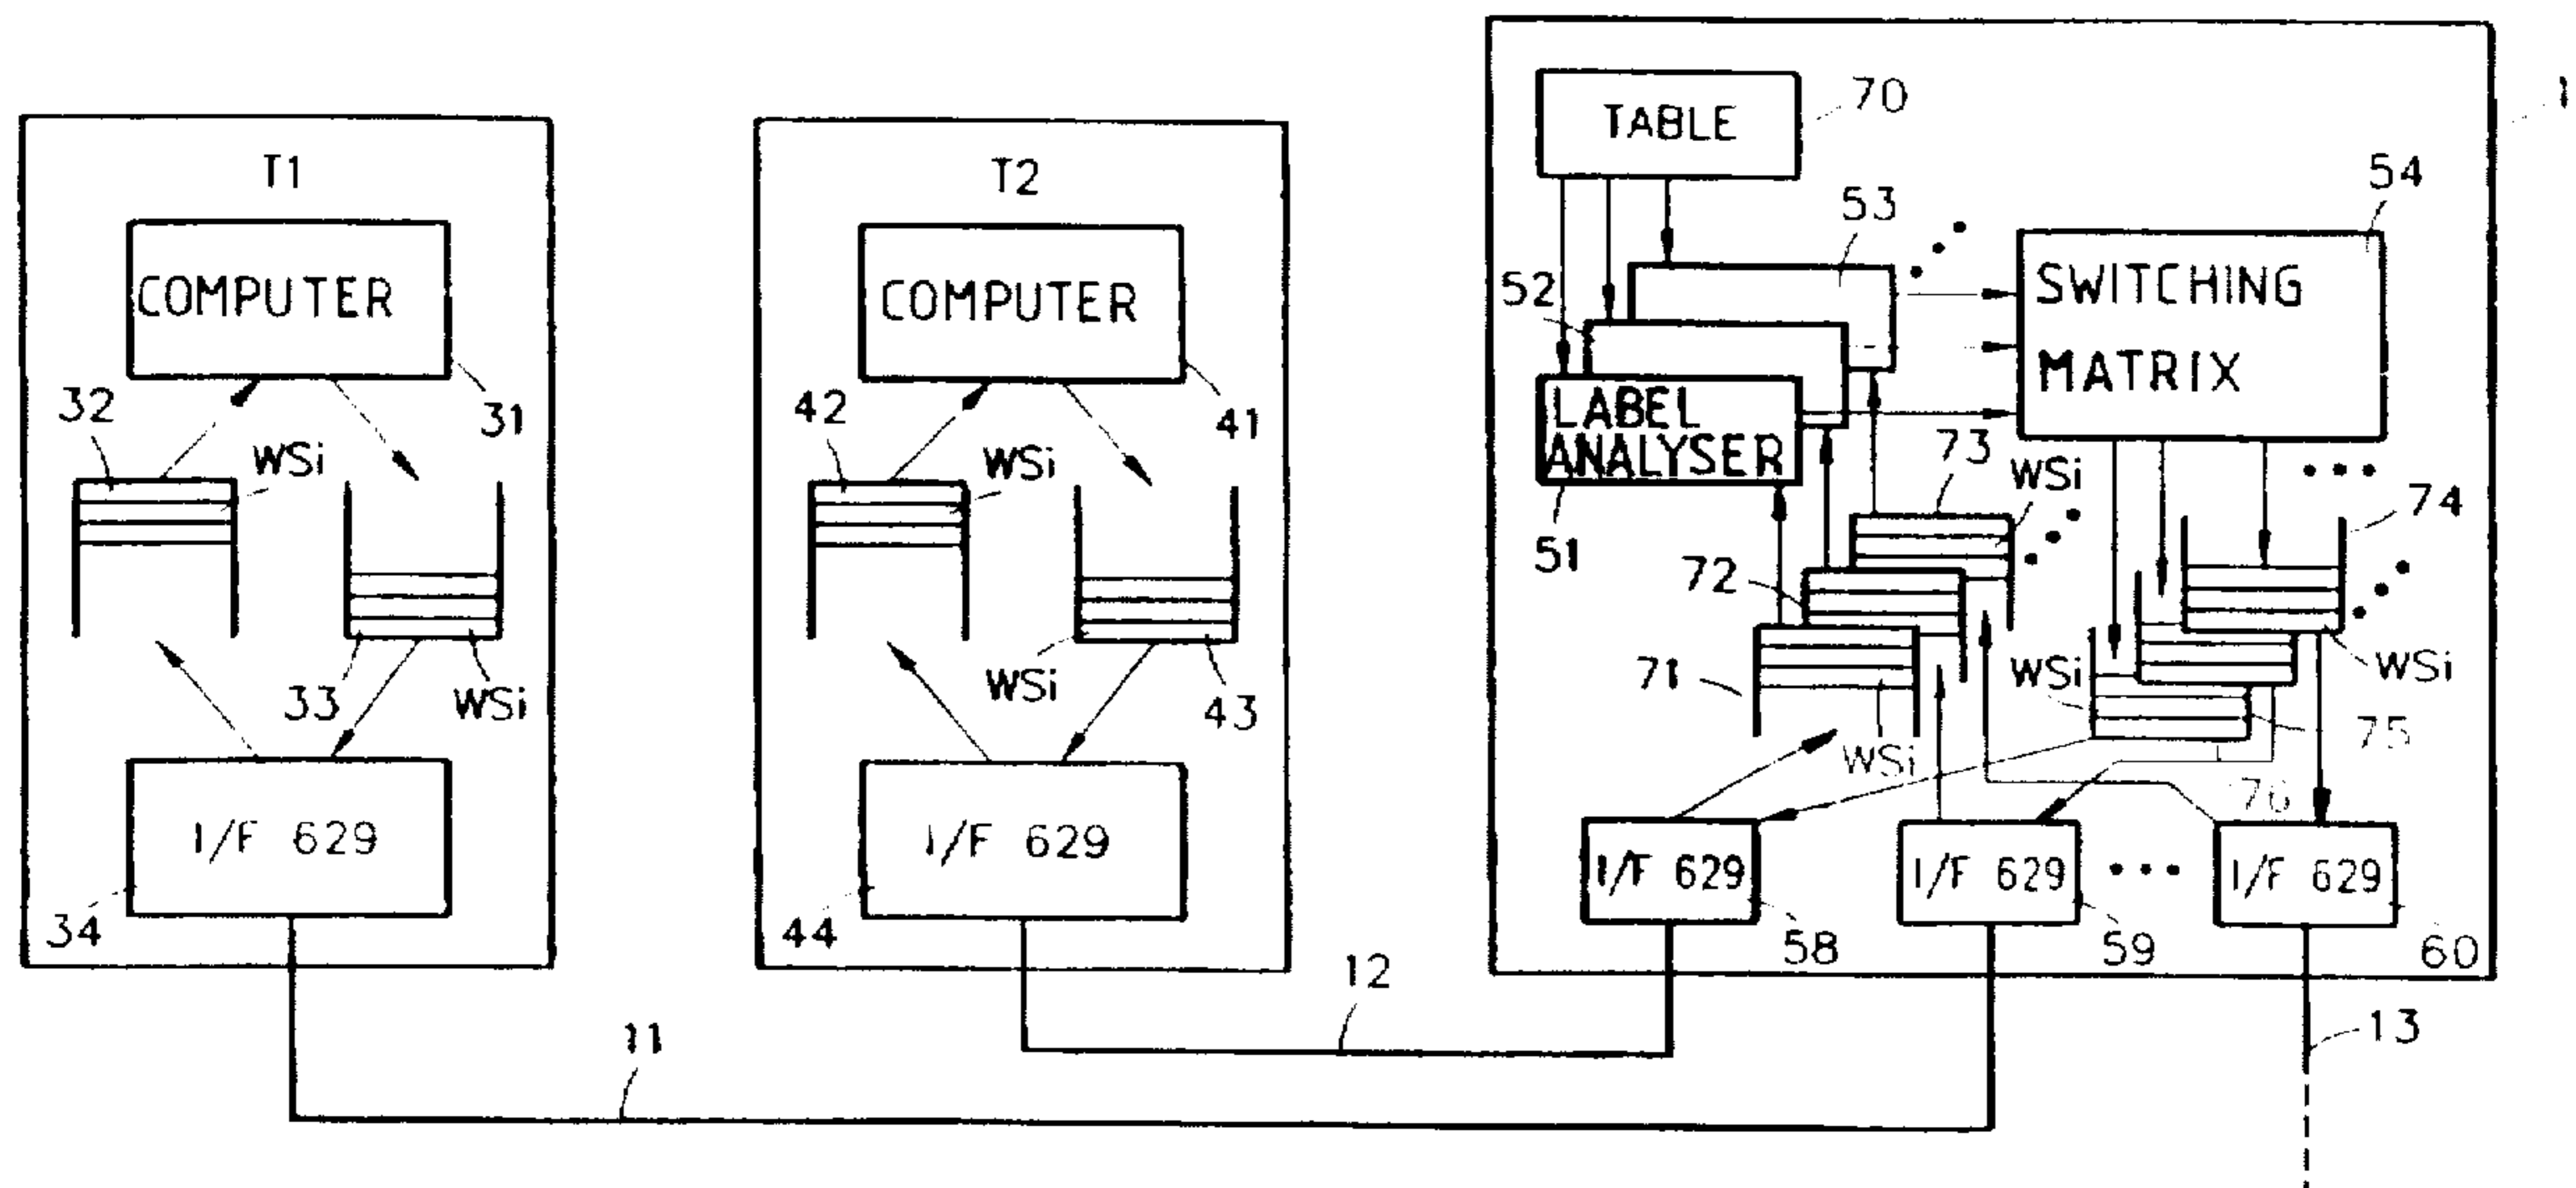 T1
COMPUTER
31
32
WSi
33
WSi
I/F 629
34
11
T2
COMPUTER
41
42
WSi
WSi
43
I/F 629
44
12
1
TABLE
70
53
52
54
SWITCHING
MATRIX
LABEL
ANALYSER
51
73
WSi
72
74
71
WSi
WSi
WSi
75
76
I/F 629
58
I/F 629
59
I/F 629
60
13